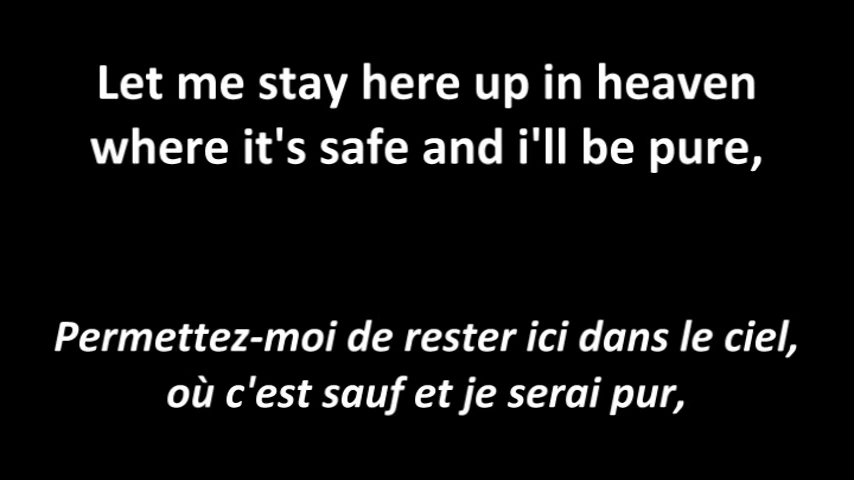 Let me stay here up in heaven
where it's safe and i'll be pure,
Permettez-moi de rester ici dans le ciel,
où c'est sauf et je serai pur,